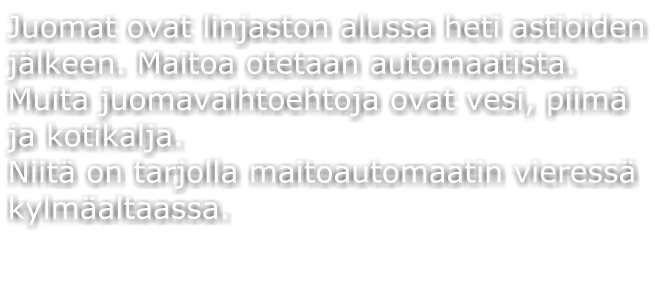 Juomat ovat linjaston alussa heti astioiden
jälkeen. Maitoa otetaan automaatista.
Muita juomavaihtoehtoja ovat vesi, piimä
ja kotikalja.
Niitä on tarjolla maitoautomaatin vieressä
kylmäaltaassa.